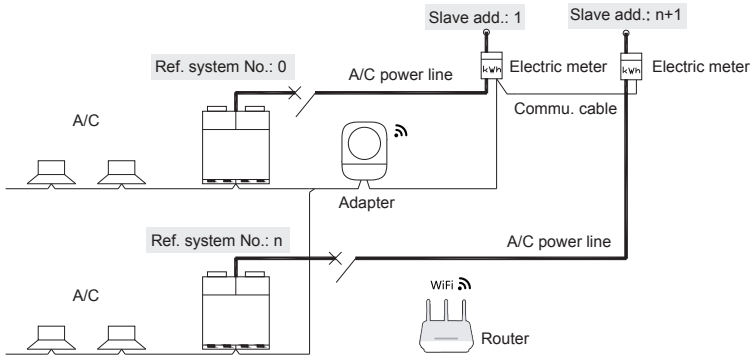 Slave add.: 1
Slave add.: n+1
Ref. system No.: 0
A/C power line
kWh
Electric meter
kWh
Electric meter
Commu. cable
A/C
Adapter
Ref. system No.: n
A/C power line
A/C
WiFi
Router